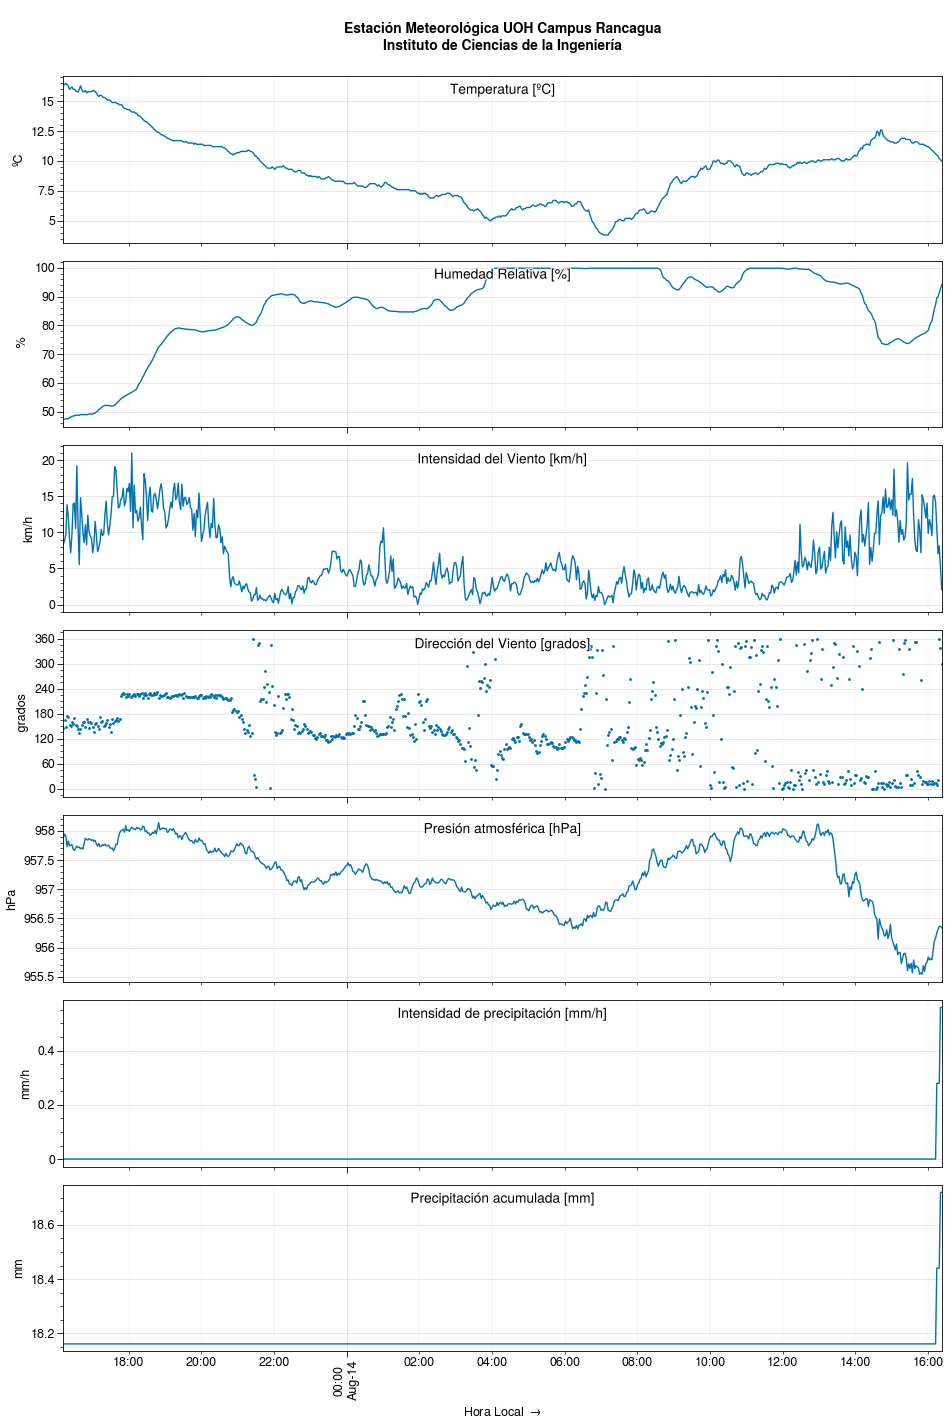 Estación Meteorológica UOH Campus Rancagua
Instituto de Ciencias de la Ingeniería
Temperatura [ºC]
15
12.5
10
7.5
5
ºC
Humedad Relativa [%]
100
90
80
70
60
50
%
Intensidad del Viento [km/h]
20
15
10
5
0
km/h
Dirección del Viento [grados]
360
300
240
180
120
60
0
grados
Presión atmosférica [hPa]
958
957.5
957
956.5
956
955.5
hPa
Intensidad de precipitación [mm/h]
0.4
0.2
0
mm/h
Precipitación acumulada [mm]
18.6
18.4
18.2
mm
18:00
20:00
22:00
00:00
Aug-14
02:00
04:00
06:00
08:00
10:00
12:00
14:00
16:00
Hora Local →